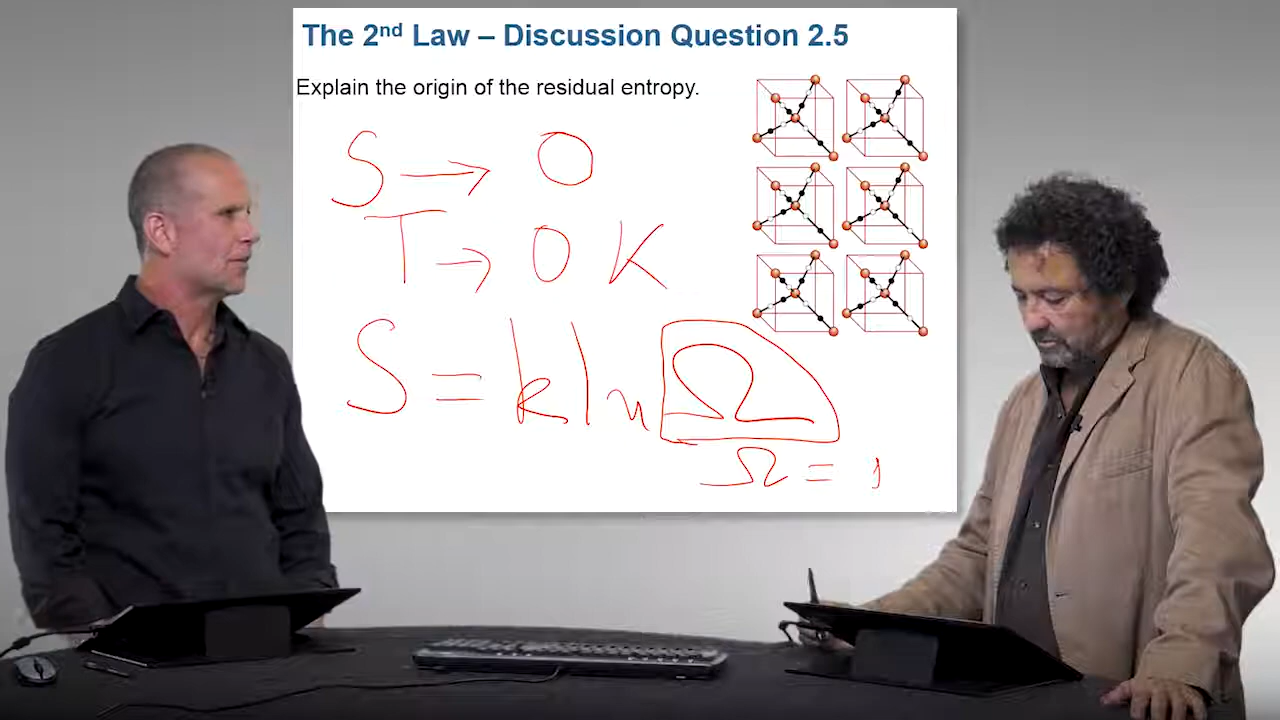 The 2nd Law – Discussion Question 2.5
Explain the origin of the residual entropy.
S → 0
T → 0 K
S = k ln Ω
Ω = 1